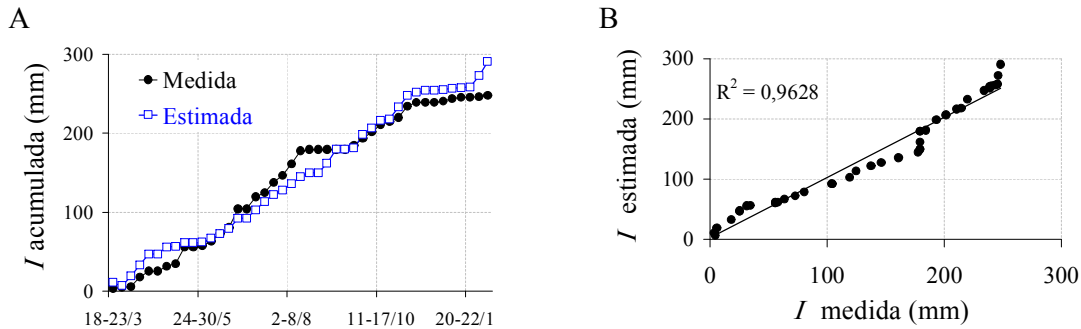 A
I acumulada (mm)
300
200
100
0
Medida
Estimada
18-23/3 24-30/5 2-8/8 11-17/10 20-22/1
B
I estimada (mm)
300
200
100
0
R² = 0,9628
0 100 200 300
I medida (mm)